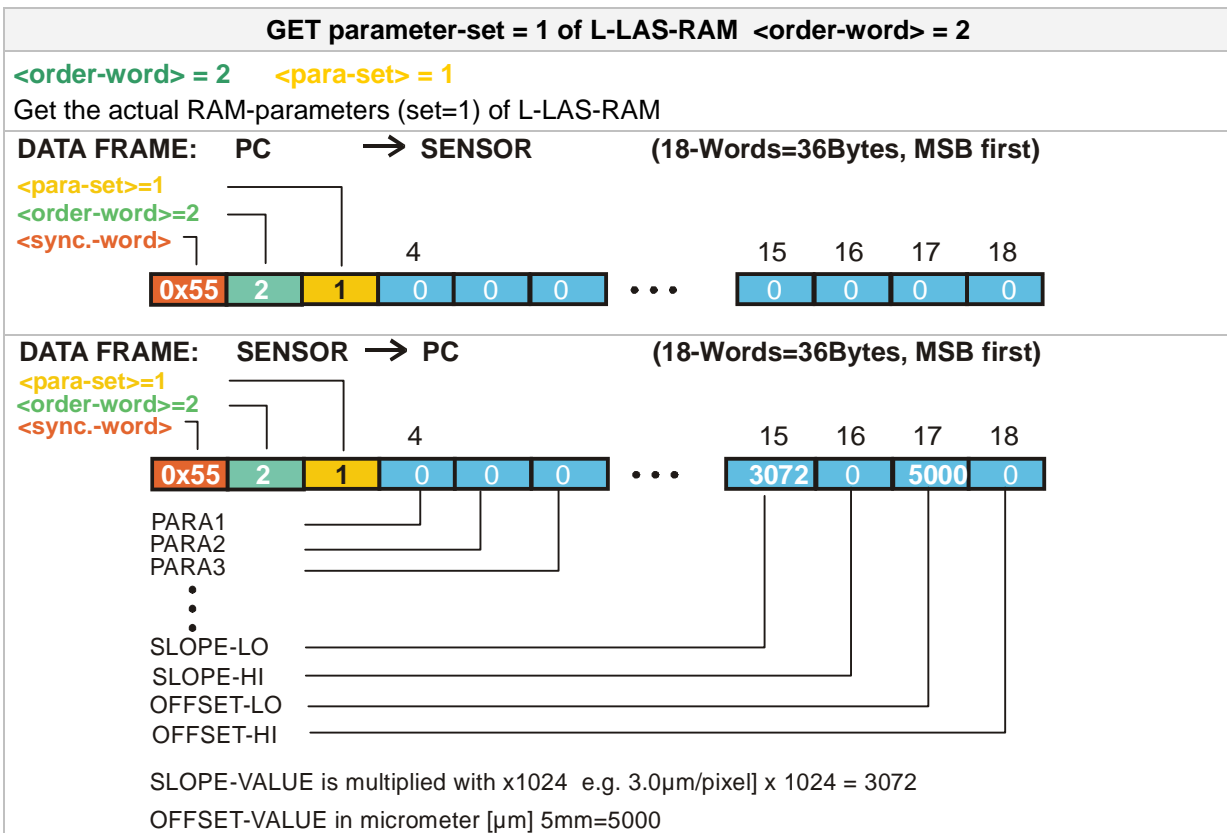 GET parameter-set = 1 of L-LAS-RAM <order-word> = 2
<order-word> = 2 <para-set> = 1
Get the actual RAM-parameters (set=1) of L-LAS-RAM
DATA FRAME: PC → SENSOR (18-Words=36Bytes, MSB first)
<para-set>=1
<order-word>=2
<sync.-word>
4 15 16 17 18
0x55 2 1 0 0 0 • • • 0 0 0 0
DATA FRAME: SENSOR → PC (18-Words=36Bytes, MSB first)
<para-set>=1
<order-word>=2
<sync.-word>
4 15 16 17 18
0x55 2 1 0 0 0 • • • 3072 0 5000 0
PARA1
PARA2
PARA3
•
•
•
SLOPE-LO
SLOPE-HI
OFFSET-LO
OFFSET-HI
SLOPE-VALUE is multiplied with x1024 e.g. 3.0µm/pixel] x 1024 = 3072
OFFSET-VALUE in micrometer [µm] 5mm=5000